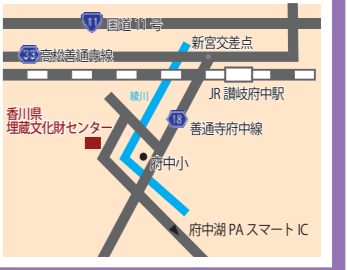 11 国道11号
新宮交差点
33 高松善通寺線
JR 讃岐府中駅
綾川
香川県
埋蔵文化財センター
18 善通寺府中線
府中小
府中湖 PA スマート IC